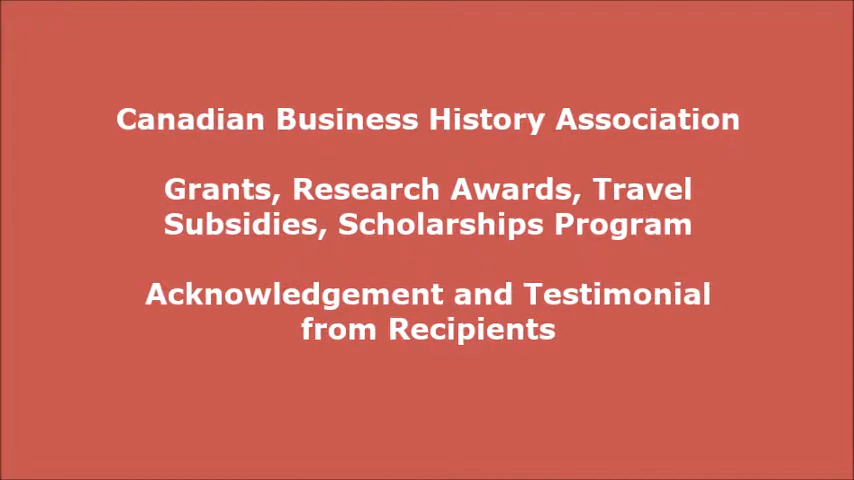 Canadian Business History Association
Grants, Research Awards, Travel
Subsidies, Scholarships Program
Acknowledgement and Testimonial
from Recipients